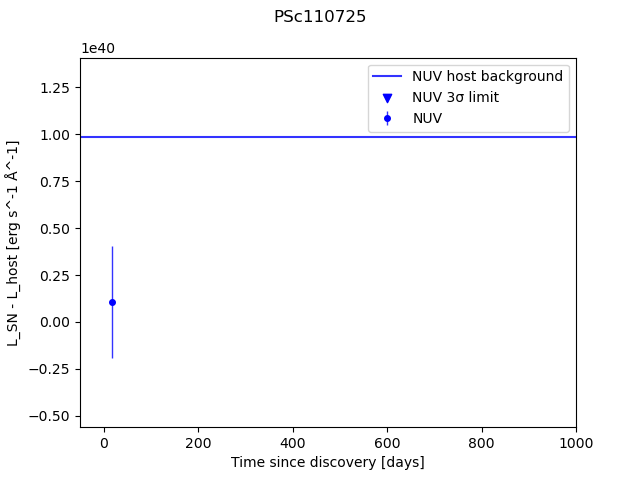 PSc110725
1e40
NUV host background
NUV 3σ limit
NUV
1.25
1.00
0.75
0.50
0.25
0.00
−0.25
−0.50
L_SN - L_host [erg s^-1 Å^-1]
0 200 400 600 800 1000
Time since discovery [days]